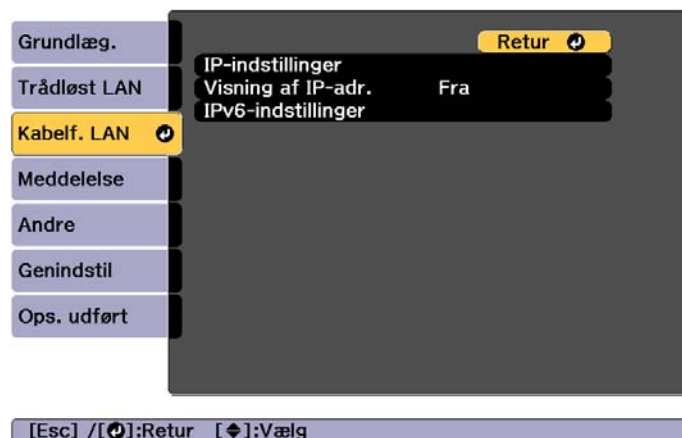 Grundlæg.
Trådløst LAN
Kabelf. LAN
Meddelelse
Andre
Genindstil
Ops. udført
Retur
IP-indstillinger
Visning af IP-adr. Fra
IPv6-indstillinger
[Esc] /[⏎]:Retur [◆]:Vælg